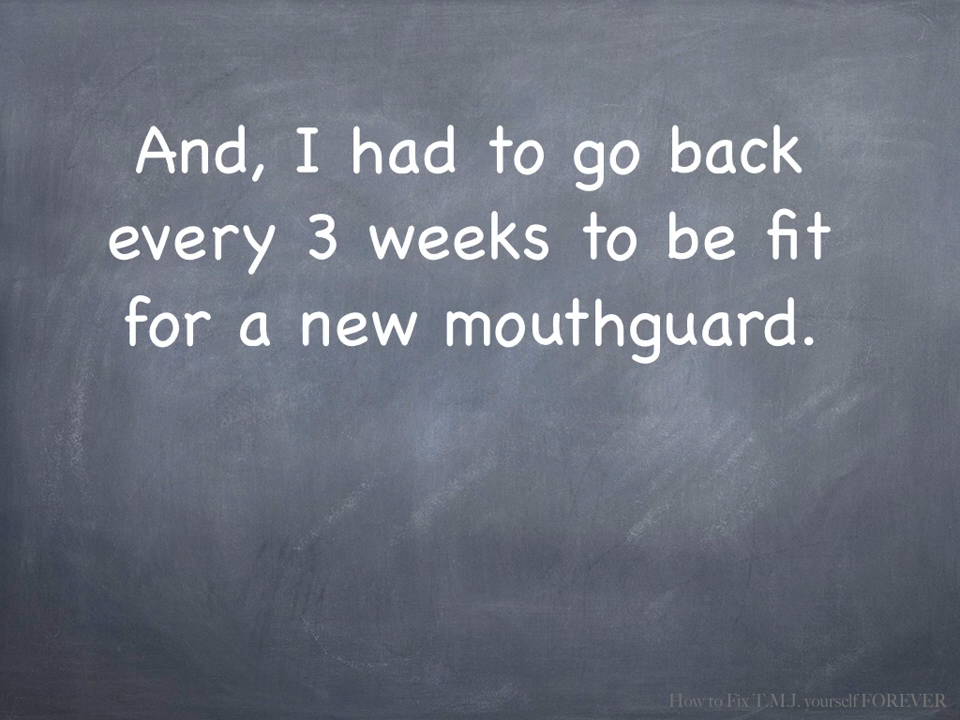 And, I had to go back
every 3 weeks to be fit
for a new mouthguard.
How to Fix T.M.J. yourself FOREVER